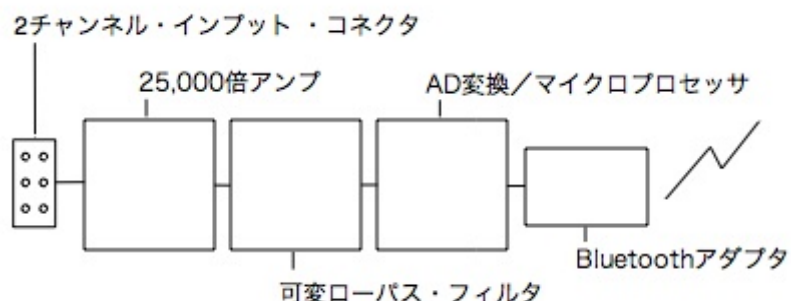 2チャンネル・インプット ・コネクタ
25,000倍アンプ
AD変換／マイクロプロセッサ
Bluetoothアダプタ
可変ローパス・フィルタ